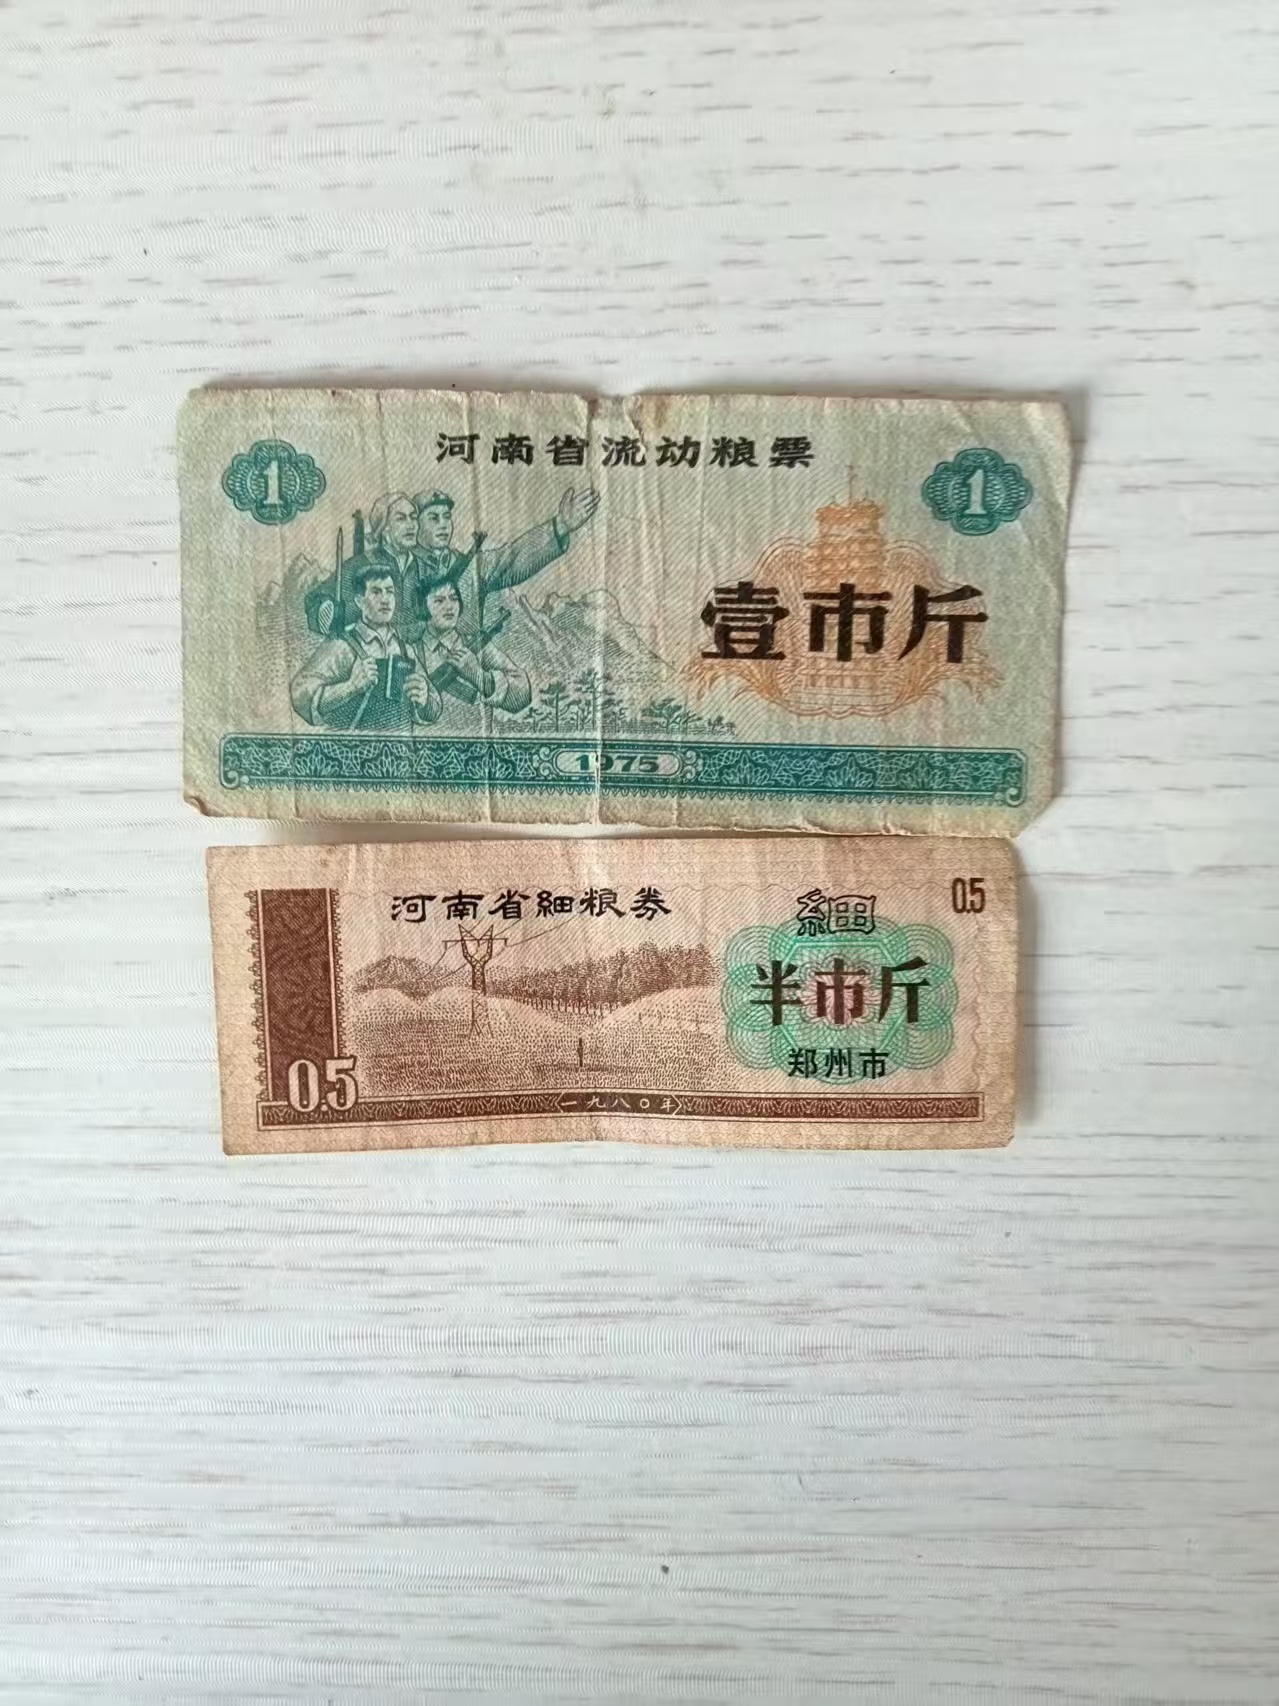 河南省流动粮票
1
1
壹市斤
1975
河南省細粮券
細
0.5
半市斤
郑州市
0.5
一九八〇年